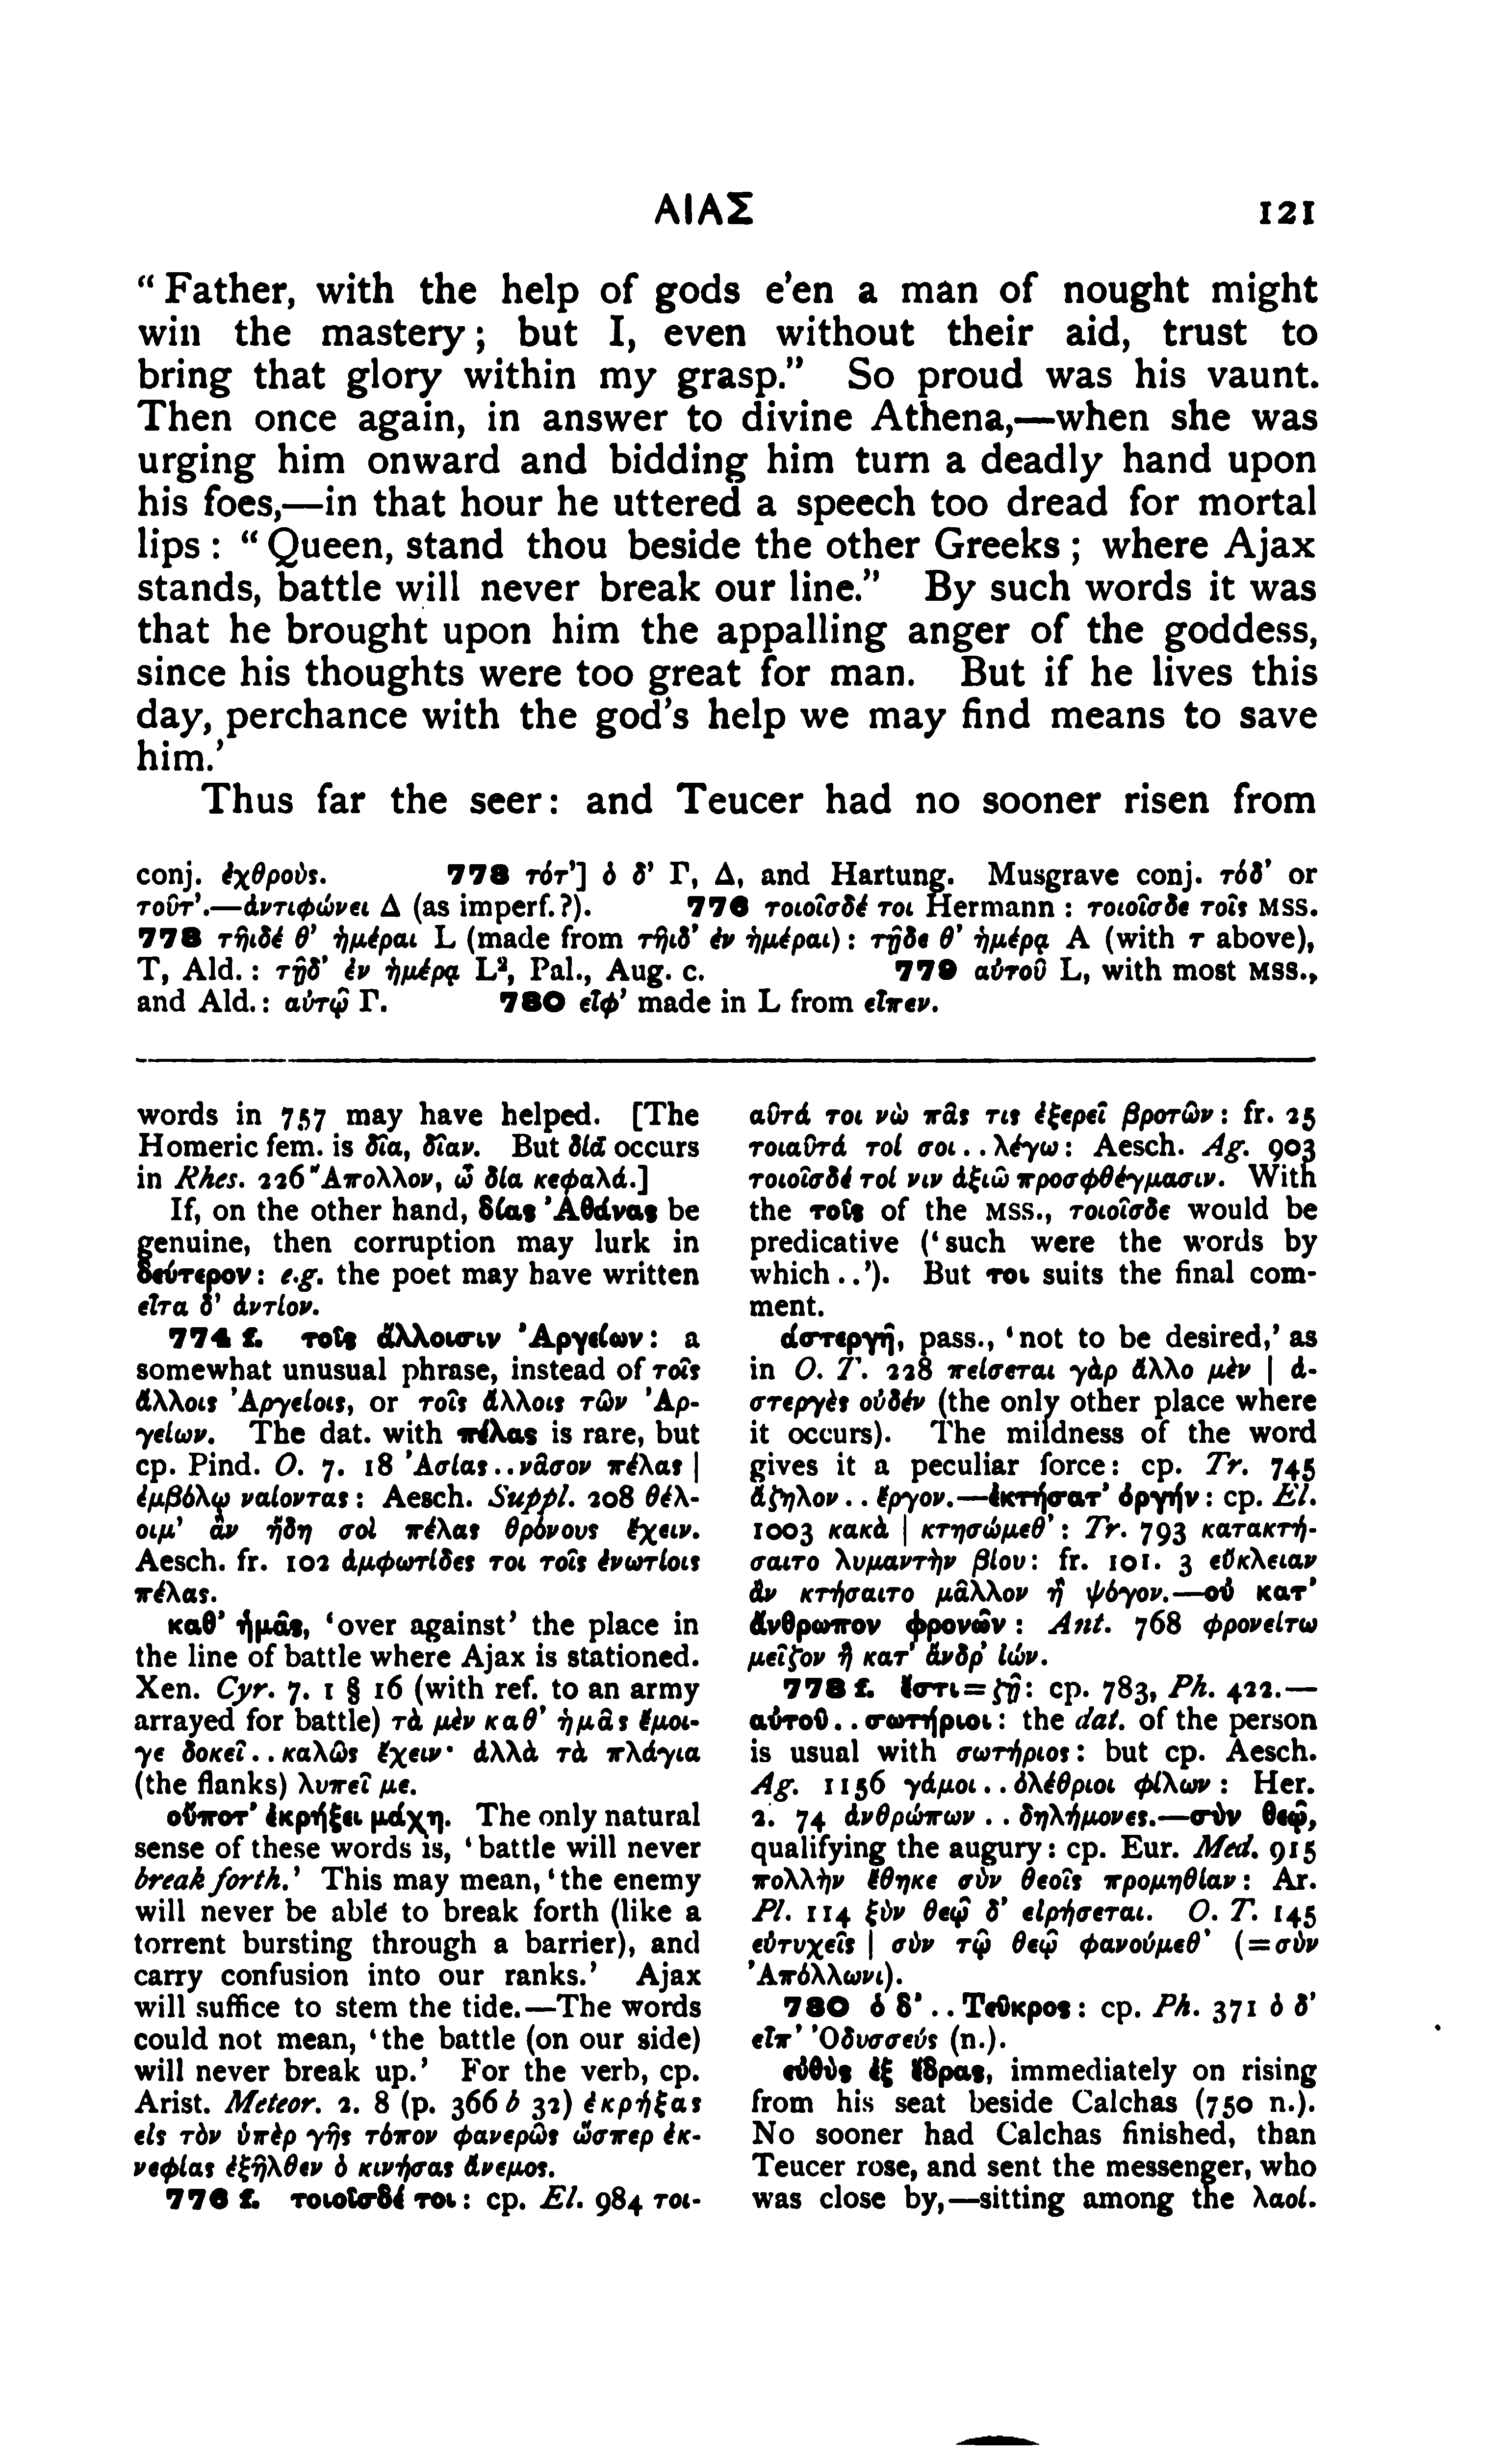 ΑΙΑΣ 121
“ Father, with the help of gods e’en a man of nought might
win the mastery; but I, even without their aid, trust to
bring that glory within my grasp.” So proud was his vaunt.
Then once again, in answer to divine Athena,—when she was
urging him onward and bidding him turn a deadly hand upon
his foes,—in that hour he uttered a speech too dread for mortal
lips : “ Queen, stand thou beside the other Greeks ; where Ajax
stands, battle will never break our line.” By such words it was
that he brought upon him the appalling anger of the goddess,
since his thoughts were too great for man. But if he lives this
day, perchance with the god’s help we may find means to save
him.’
Thus far the seer: and Teucer had no sooner risen from
conj. ἐχθροὺς. 773 τότ’] ὁ δ’ Γ, Δ, and Hartung. Musgrave conj. τόδ’ or
τοῦτ’.—ἀντιφώνει Δ (as imperf.?). 776 τοιοῖσδέ τοι Hermann : τοιοῖσδε τοῖς MSS.
778 τῆιδέ θ’ ἡμέραι L (made from τῆιδ’ ἐν ἡμέραι) : τῇδε θ’ ἡμέρᾳ A (with τ above),
T, Ald. : τῇδ’ ἐν ἡμέρᾳ L², Pal., Aug. c. 779 αὐτοῦ L, with most MSS.,
and Ald. : αὐτῷ Γ. 780 εἶφ’ made in L from εἶπεν.
words in 757 may have helped. [The
Homeric fem. is δῖα, δῖαν. But δίᾱ occurs
in Rhes. 226 Ἄπολλον, ὦ δία κεφαλά.]
If, on the other hand, δίας Ἀθάνας be
genuine, then corruption may lurk in
δεύτερον : e.g. the poet may have written
εἶτα δ’ ἀντίον.
774 f. τοῖς ἄλλοισιν Ἀργείων : a
somewhat unusual phrase, instead of τοῖς
ἄλλοις Ἀργείοις, or τοῖς ἄλλοις τῶν Ἀρ-
γείων. The dat. with πέλας is rare, but
cp. Pind. O. 7. 18 Ἀσίας..νᾶσον πέλας |
ἐμβόλῳ ναίοντας : Aesch. Suppl. 208 θέλ-
οιμ’ ἂν ἤδη σοὶ πέλας θρόνους ἔχειν.
Aesch. fr. 102 ἀμφωτίδες τοι τοῖς ἐνωτίοις
πέλας.
καθ’ ἡμᾶς, ‘over against’ the place in
the line of battle where Ajax is stationed.
Xen. Cyr. 7. 1 § 16 (with ref. to an army
arrayed for battle) τὰ μὲν καθ’ ἡμᾶς ἔμοι-
γε δοκεῖ..καλῶς ἔχειν· ἀλλὰ τὰ πλάγια
(the flanks) λυπεῖ με.
οὔποτ’ ἐκρήξει μάχη. The only natural
sense of these words is, ‘battle will never
break forth.’ This may mean, ‘the enemy
will never be able to break forth (like a
torrent bursting through a barrier), and
carry confusion into our ranks.’ Ajax
will suffice to stem the tide.—The words
could not mean, ‘the battle (on our side)
will never break up.’ For the verb, cp.
Arist. Meteor. 2. 8 (p. 366 b 32) ἐκρήξας
εἰς τὸν ὑπὲρ γῆς τόπον φανερῶς ὥσπερ ἐκ-
νεφίας ἐξῆλθεν ὁ κινήσας ἄνεμος.
776 f. τοιοῖσδέ τοι : cp. El. 984 τοι-
αῦτά τοι νὼ πᾶς τις ἐξερεῖ βροτῶν : fr. 25
τοιαῦτά τοί σοι..λέγω : Aesch. Ag. 903
τοιοῖσδέ τοί νιν ἀξιῶ προσφθέγμασιν. With
the τοῖς of the MSS., τοιοῖσδε would be
predicative (‘such were the words by
which..’). But τοι suits the final com-
ment.
ἀστεργῆ, pass., ‘not to be desired,’ as
in O. T. 228 πείσεται γὰρ ἄλλο μὲν | ἀ-
στεργὲς οὐδέν (the only other place where
it occurs). The mildness of the word
gives it a peculiar force: cp. Tr. 745
ἄζηλον..ἔργον.—ἐκτήσατ’ ὀργήν : cp. El.
1003 κακὰ | κτησώμεθ’ : Tr. 793 κατακτή-
σαιτο λυμαντὴν βίου : fr. 101. 3 εὔκλειαν
ἂν κτήσαιτο μᾶλλον ἢ ψόγον.—οὐ κατ’
ἄνθρωπον φρονῶν : Ant. 768 φρονείτω
μεῖζον ἢ κατ’ ἄνδρ’ ἰών.
778 f. ἔστι=ζῇ : cp. 783, Ph. 422.—
αὐτοῦ..σωτήριοι : the dat. of the person
is usual with σωτήριος : but cp. Aesch.
Ag. 1156 γάμοι..ὀλέθριοι φίλων : Her.
2. 74 ἀνθρώπων..δηλήμονες.—σὺν θεῷ,
qualifying the augury: cp. Eur. Med. 915
πολλὴν ἔθηκε σὺν θεοῖς προμηθίαν : Ar.
Pl. 114 ξὺν θεῷ δ’ εἰρήσεται. O. T. 145
εὐτυχεῖς | σὺν τῷ θεῷ φανούμεθ’ (=σὺν
Ἀπόλλωνι).
780 ὁ δ’..Τεῦκρος : cp. Ph. 371 ὁ δ’
εἶπ’ Ὀδυσσεύς (n.).
εὐθὺς ἐξ ἕδρας, immediately on rising
from his seat beside Calchas (750 n.).
No sooner had Calchas finished, than
Teucer rose, and sent the messenger, who
was close by,—sitting among the λαοί.